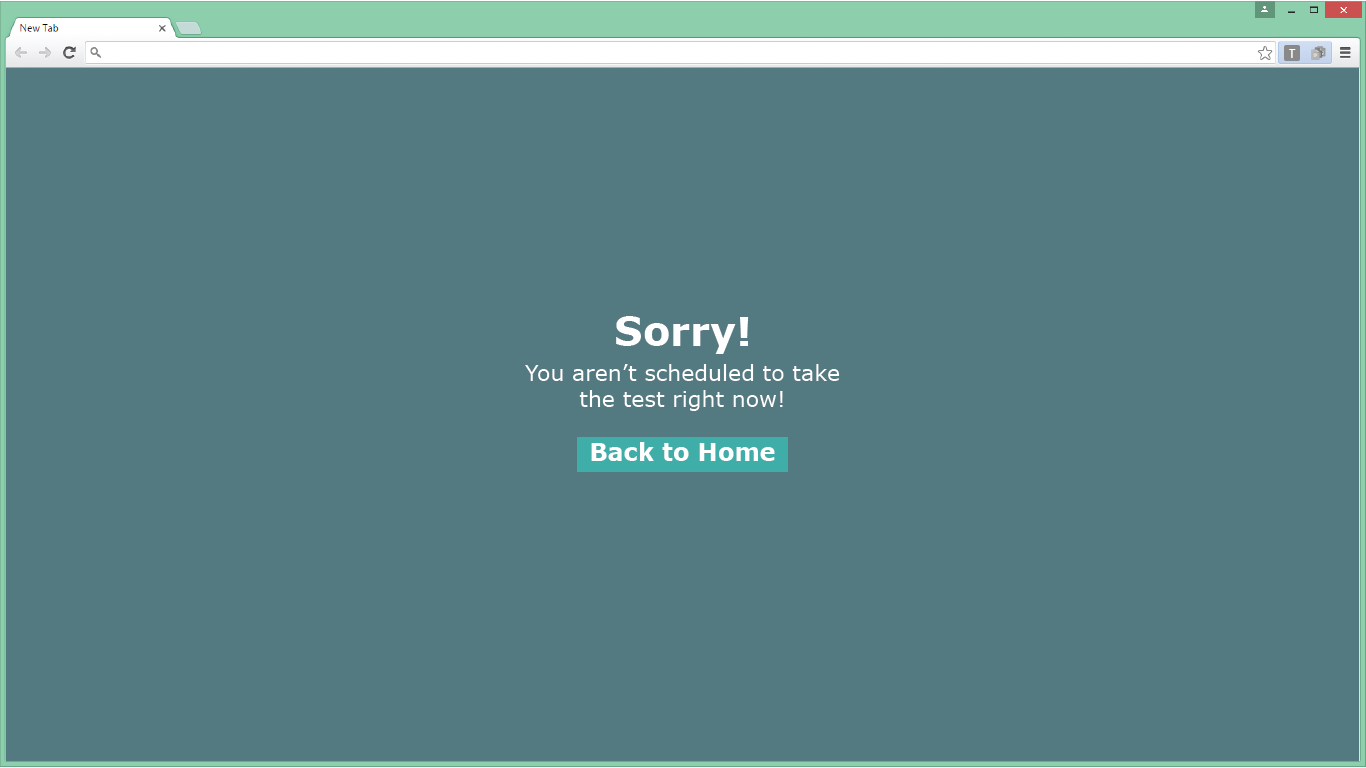 New Tab
T
Sorry!
You aren’t scheduled to take
the test right now!
Back to Home